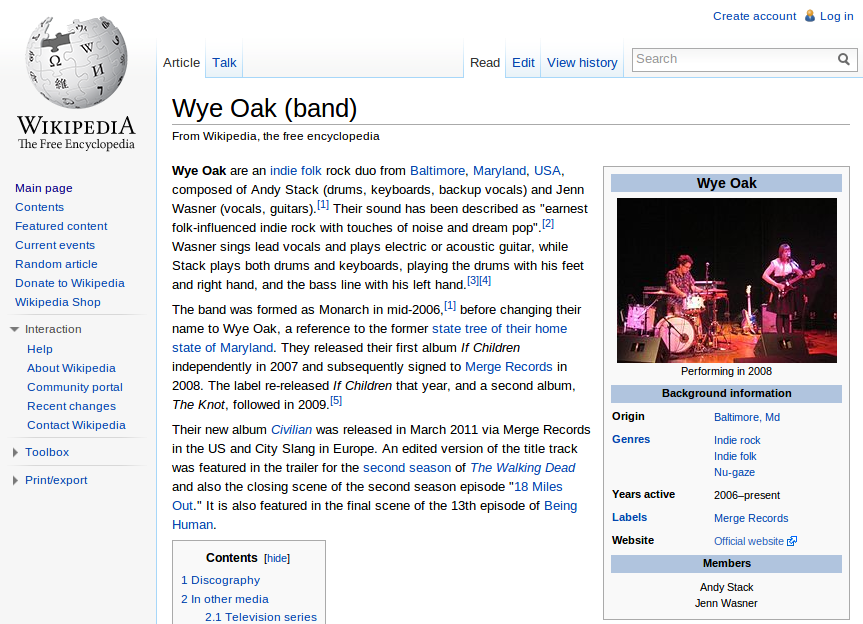 Create account Log in
Article Talk Read Edit View history Search
Ω W И 維
WIKIPEDIA
The Free Encyclopedia
Main page
Contents
Featured content
Current events
Random article
Donate to Wikipedia
Wikipedia Shop
Interaction
Help
About Wikipedia
Community portal
Recent changes
Contact Wikipedia
Toolbox
Print/export
Wye Oak (band)
From Wikipedia, the free encyclopedia
Wye Oak are an indie folk rock duo from Baltimore, Maryland, USA,
composed of Andy Stack (drums, keyboards, backup vocals) and Jenn
Wasner (vocals, guitars).[1] Their sound has been described as "earnest
folk-influenced indie rock with touches of noise and dream pop".[2]
Wasner sings lead vocals and plays electric or acoustic guitar, while
Stack plays both drums and keyboards, playing the drums with his feet
and right hand, and the bass line with his left hand.[3][4]
The band was formed as Monarch in mid-2006,[1] before changing their
name to Wye Oak, a reference to the former state tree of their home
state of Maryland. They released their first album If Children
independently in 2007 and subsequently signed to Merge Records in
2008. The label re-released If Children that year, and a second album,
The Knot, followed in 2009.[5]
Their new album Civilian was released in March 2011 via Merge Records
in the US and City Slang in Europe. An edited version of the title track
was featured in the trailer for the second season of The Walking Dead
and also the closing scene of the second season episode "18 Miles
Out." It is also featured in the final scene of the 13th episode of Being
Human.
Contents [hide]
1 Discography
2 In other media
2.1 Television series
Wye Oak
Performing in 2008
Background information
Origin Baltimore, Md
Genres Indie rock
Indie folk
Nu-gaze
Years active 2006–present
Labels Merge Records
Website Official website
Members
Andy Stack
Jenn Wasner